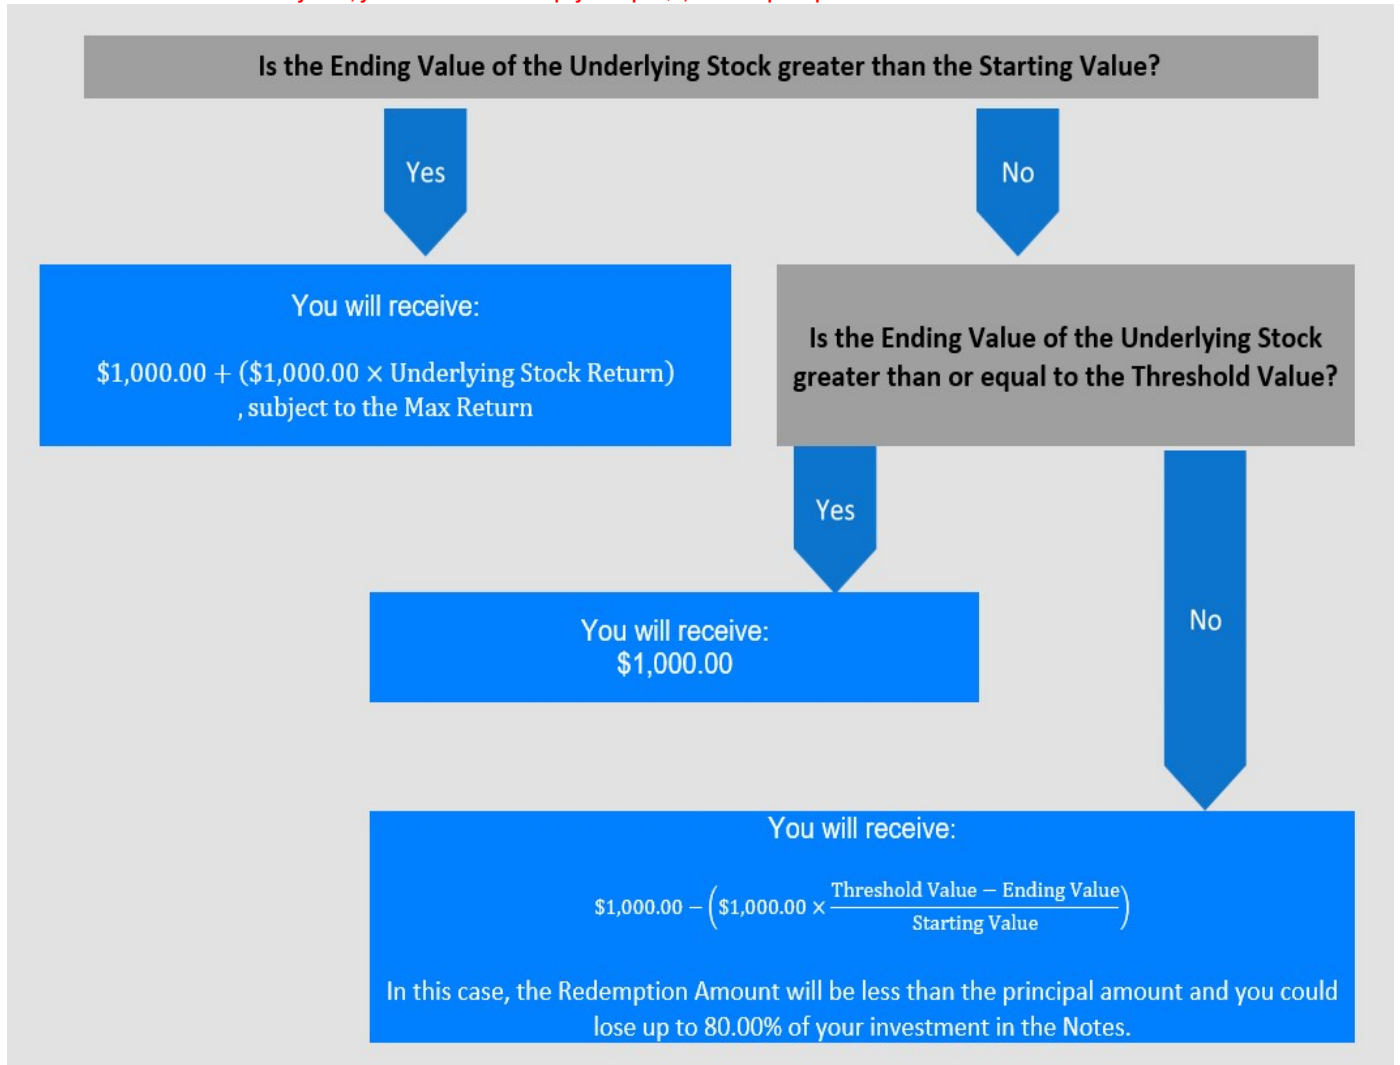 Is the Ending Value of the Underlying Stock greater than the Starting Value?
Yes
No
You will receive:
$1,000.00 + ($1,000.00 × Underlying Stock Return)
, subject to the Max Return
Is the Ending Value of the Underlying Stock
greater than or equal to the Threshold Value?
Yes
No
You will receive:
$1,000.00
You will receive:
$1,000.00 − ($1,000.00 × (Threshold Value − Ending Value) / Starting Value)
In this case, the Redemption Amount will be less than the principal amount and you could
lose up to 80.00% of your investment in the Notes.